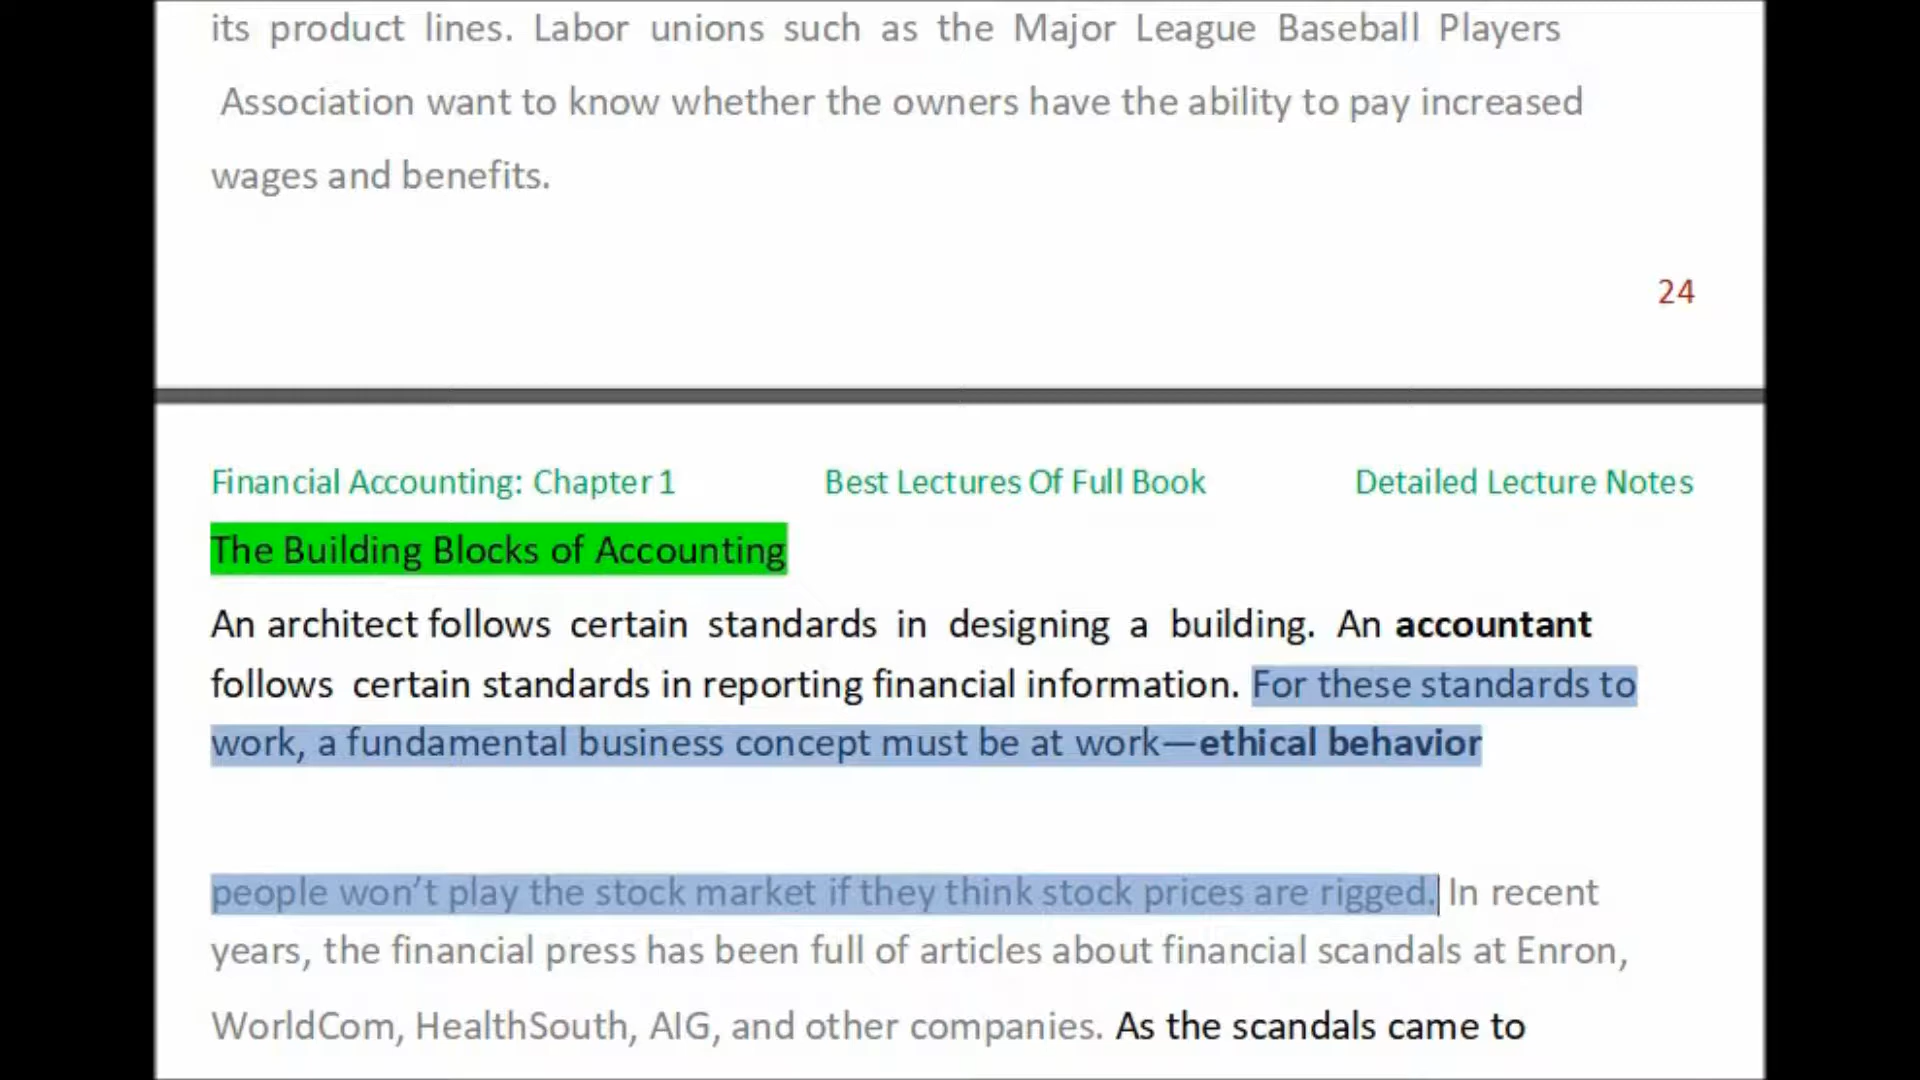 its product lines. Labor unions such as the Major League Baseball Players
Association want to know whether the owners have the ability to pay increased
wages and benefits.
24
Financial Accounting: Chapter 1 Best Lectures Of Full Book Detailed Lecture Notes
The Building Blocks of Accounting
An architect follows certain standards in designing a building. An accountant
follows certain standards in reporting financial information. For these standards to
work, a fundamental business concept must be at work—ethical behavior
people won’t play the stock market if they think stock prices are rigged. In recent
years, the financial press has been full of articles about financial scandals at Enron,
WorldCom, HealthSouth, AIG, and other companies. As the scandals came to